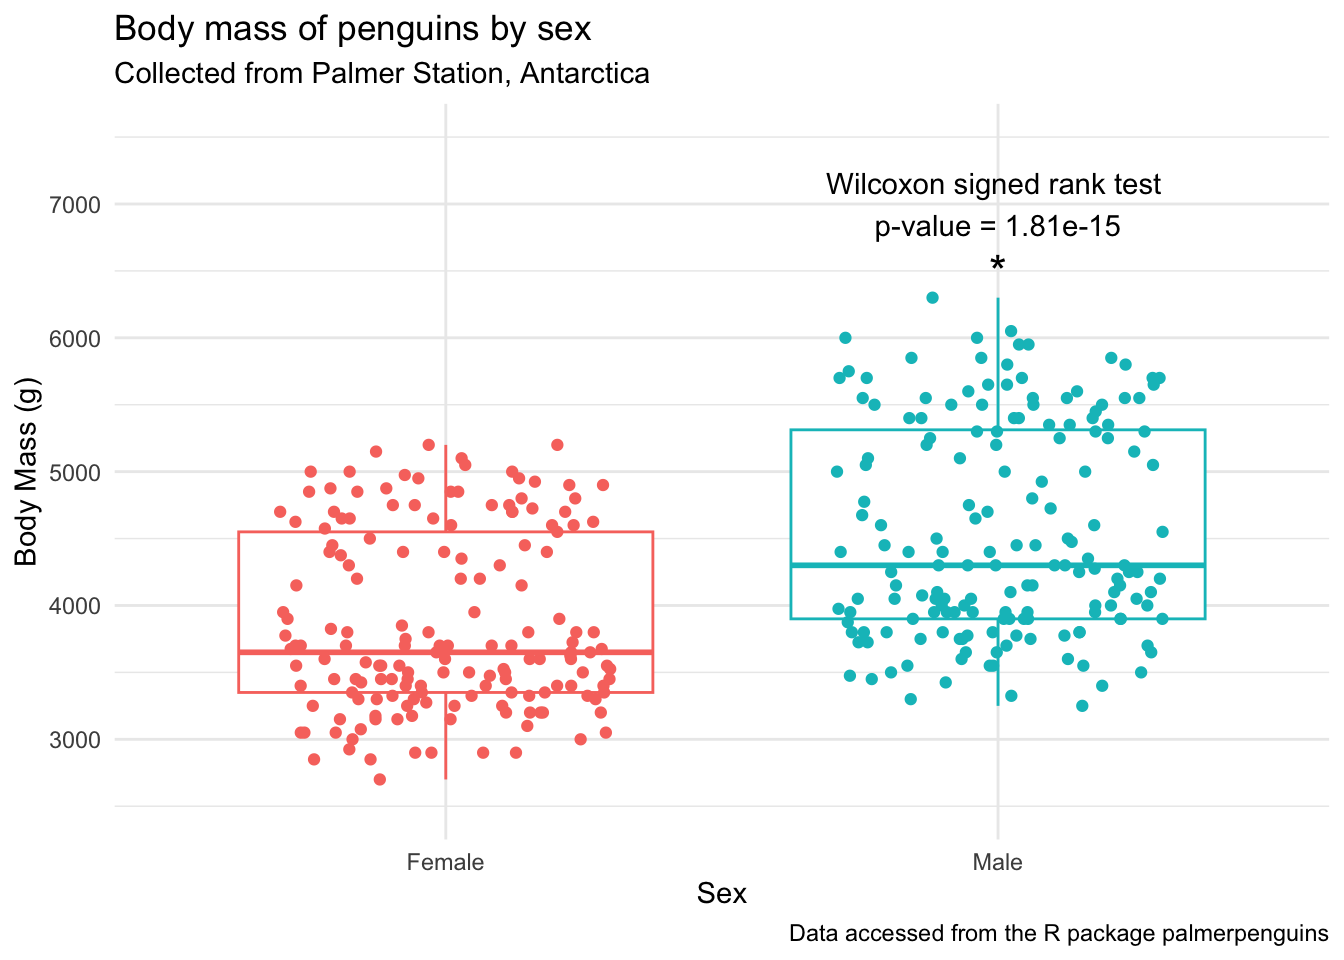 Body mass of penguins by sex
Collected from Palmer Station, Antarctica
Wilcoxon signed rank test
p-value = 1.81e-15
*
7000
6000
5000
4000
3000
Body Mass (g)
Female
Male
Sex
Data accessed from the R package palmerpenguins